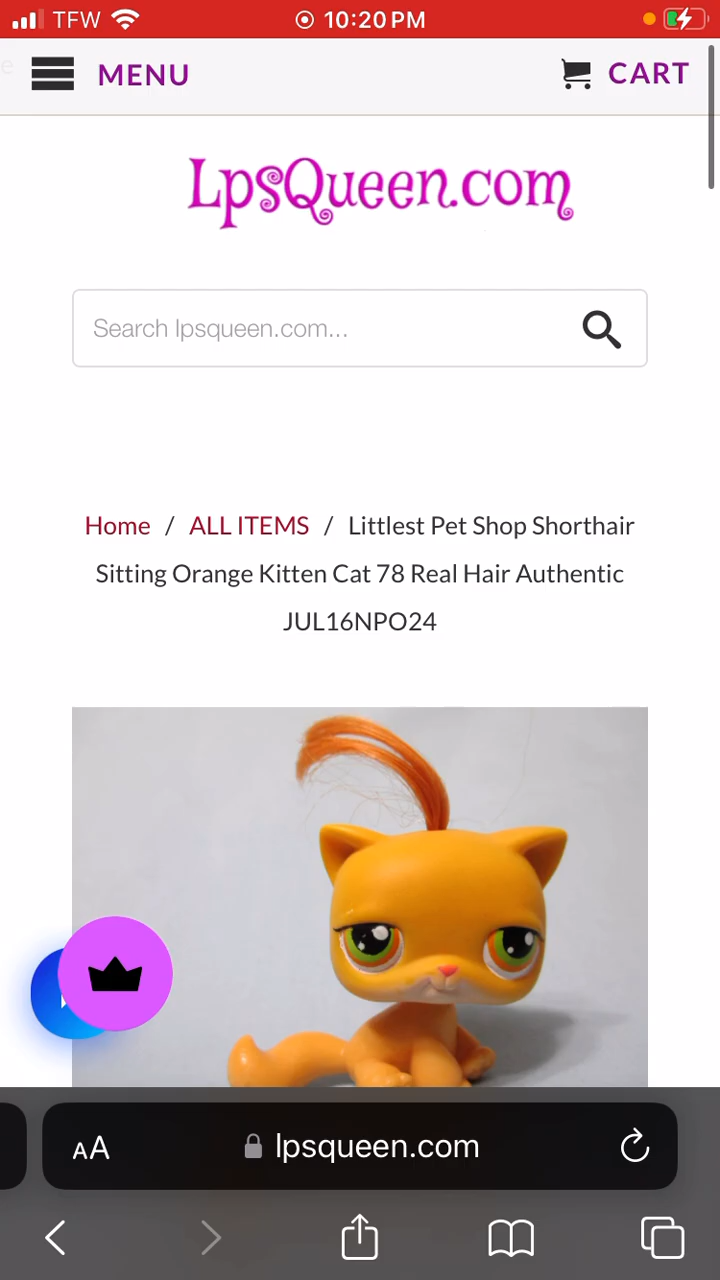 TFW 10:20 PM
MENU CART
LpsQueen.com
Search lpsqueen.com...
Home / ALL ITEMS / Littlest Pet Shop Shorthair
Sitting Orange Kitten Cat 78 Real Hair Authentic
JUL16NPO24
AA lpsqueen.com